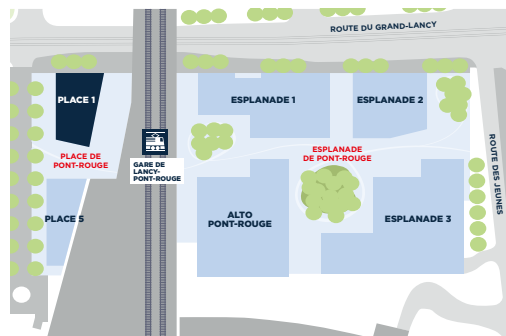 ROUTE DU GRAND-LANCY
PLACE 1
ESPLANADE 1
ESPLANADE 2
PLACE DE
PONT-ROUGE
GARE DE
LANCY-
PONT-ROUGE
ESPLANADE
DE PONT-ROUGE
ROUTE DES JEUNES
PLACE 5
ALTO
PONT-ROUGE
ESPLANADE 3